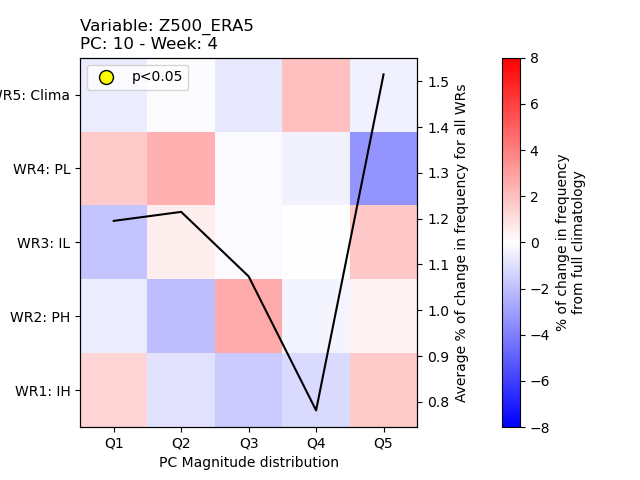 Variable: Z500_ERA5
PC: 10 - Week: 4
p<0.05
WR5: Clima
WR4: PL
WR3: IL
WR2: PH
WR1: IH
Q1 Q2 Q3 Q4 Q5
PC Magnitude distribution
1.5
1.4
1.3
1.2
1.1
1.0
0.9
0.8
Average % of change in frequency for all WRs
8
6
4
2
0
−2
−4
−6
−8
% of change in frequency
from full climatology